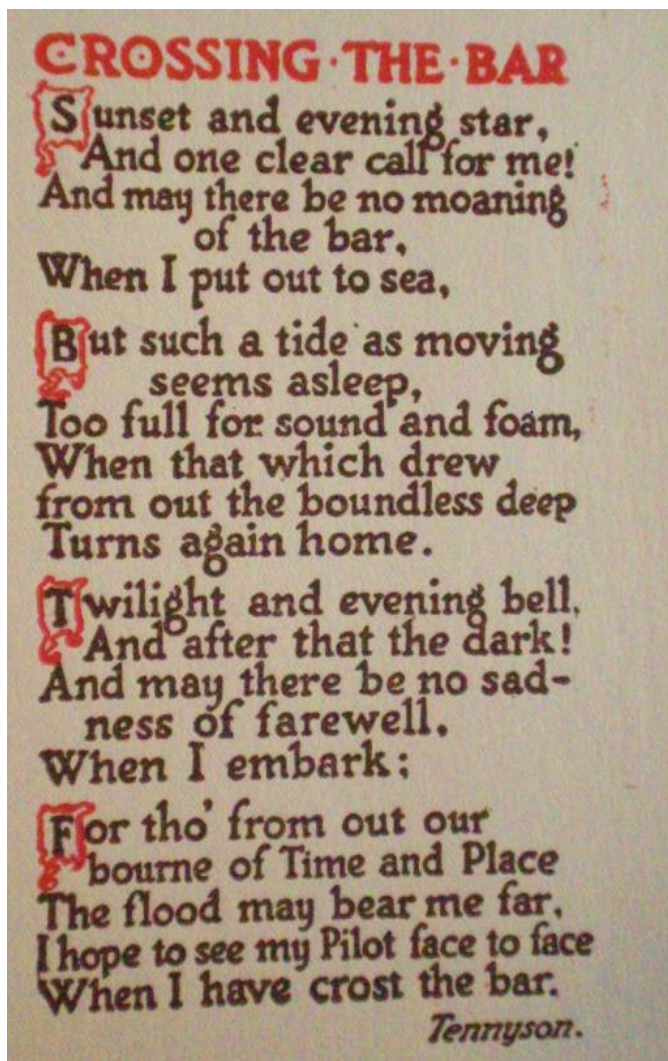 CROSSING·THE·BAR
Sunset and evening star,
And one clear call for me!
And may there be no moaning
of the bar,
When I put out to sea,
But such a tide as moving
seems asleep,
Too full for sound and foam,
When that which drew
from out the boundless deep
Turns again home.
Twilight and evening bell,
And after that the dark!
And may there be no sad-
ness of farewell,
When I embark;
For tho' from out our
bourne of Time and Place
The flood may bear me far,
I hope to see my Pilot face to face
When I have crost the bar.
Tennyson.